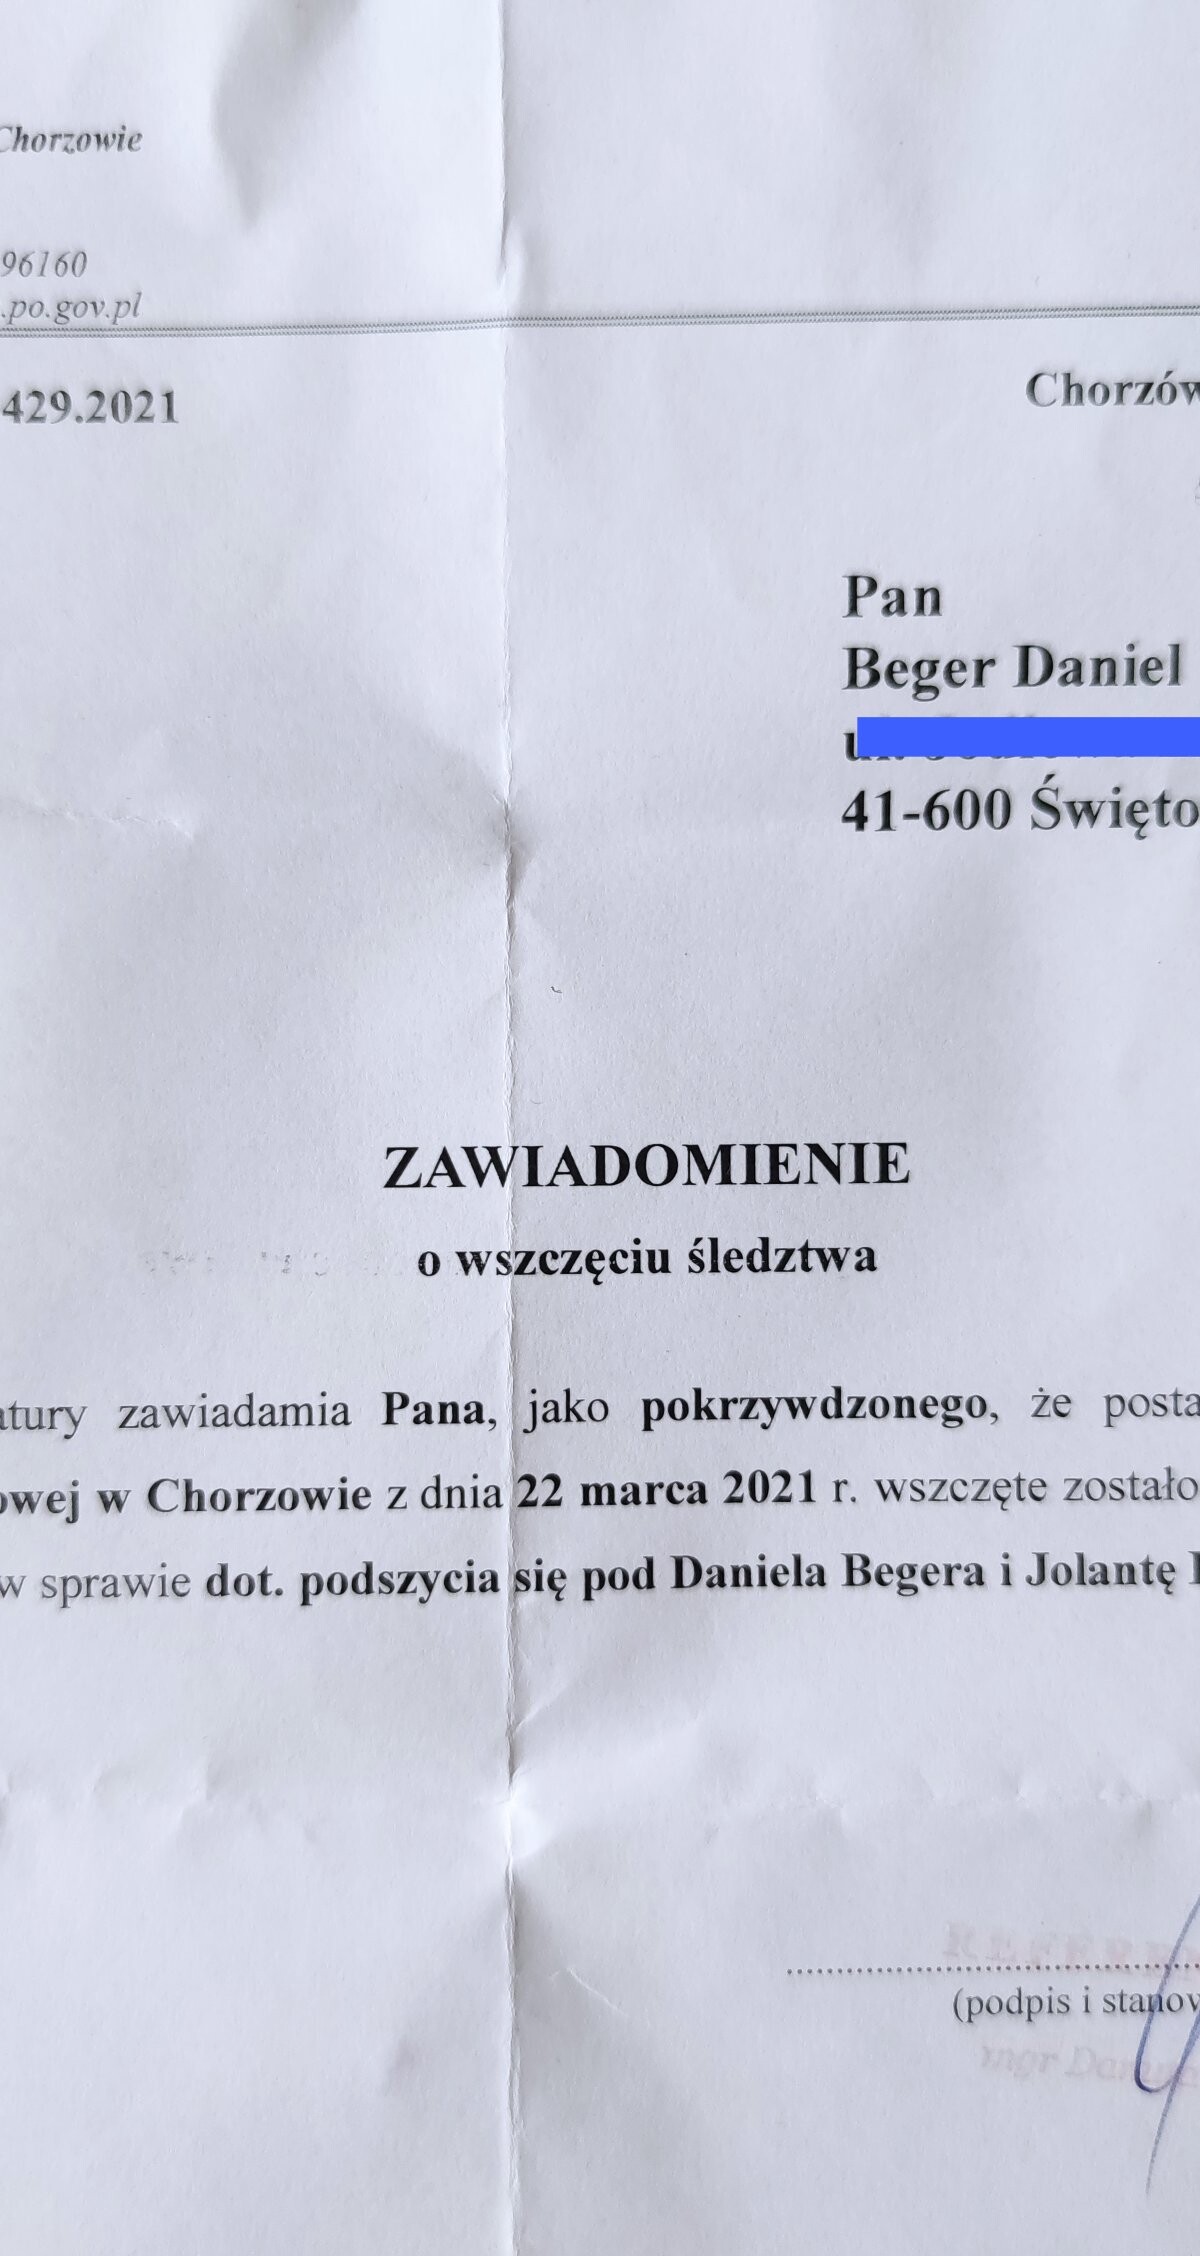 Chorzowie
96160
.po.gov.pl
429.2021
Chorzów
Pan
Beger Daniel
41-600 Święto
ZAWIADOMIENIE
o wszczęciu śledztwa
atury zawiadamia Pana, jako pokrzywdzonego, że posta
owej w Chorzowie z dnia 22 marca 2021 r. wszczęte zostało
w sprawie dot. podszycia się pod Daniela Begera i Jolantę
(podpis i stanow
mgr